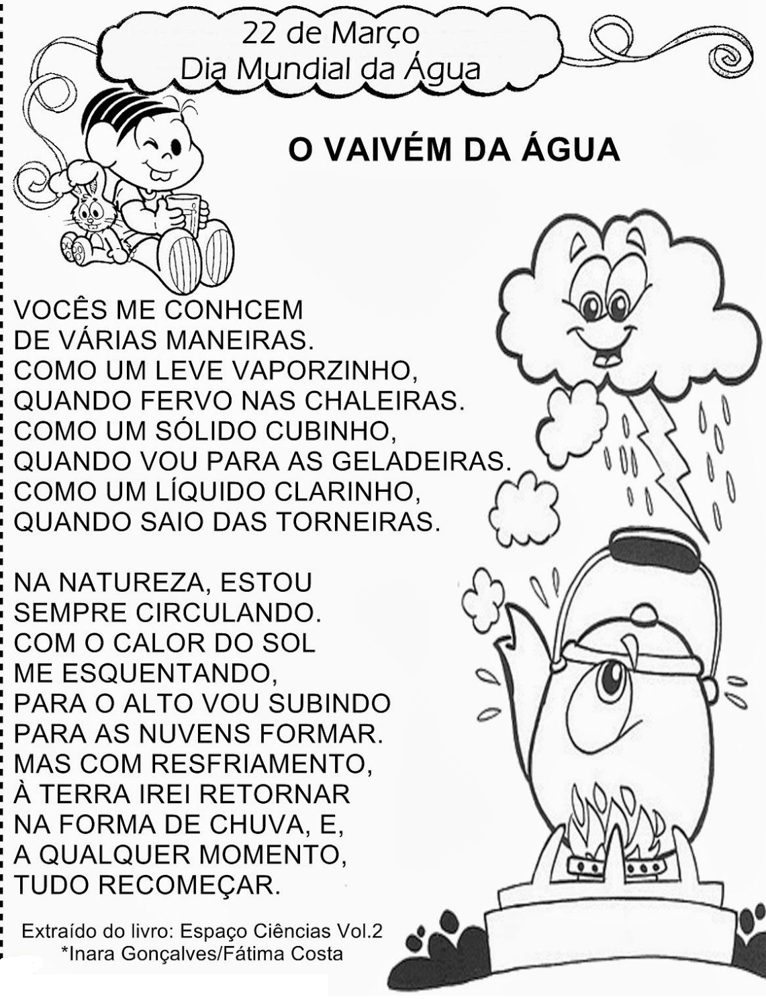 22 de Março
Dia Mundial da Água
O VAIVÉM DA ÁGUA
VOCÊS ME CONHCEM
DE VÁRIAS MANEIRAS.
COMO UM LEVE VAPORZINHO,
QUANDO FERVO NAS CHALEIRAS.
COMO UM SÓLIDO CUBINHO,
QUANDO VOU PARA AS GELADEIRAS.
COMO UM LÍQUIDO CLARINHO,
QUANDO SAIO DAS TORNEIRAS.
NA NATUREZA, ESTOU
SEMPRE CIRCULANDO.
COM O CALOR DO SOL
ME ESQUENTANDO,
PARA O ALTO VOU SUBINDO
PARA AS NUVENS FORMAR.
MAS COM RESFRIAMENTO,
À TERRA IREI RETORNAR
NA FORMA DE CHUVA, E,
A QUALQUER MOMENTO,
TUDO RECOMEÇAR.
Extraído do livro: Espaço Ciências Vol.2
*Inara Gonçalves/Fátima Costa